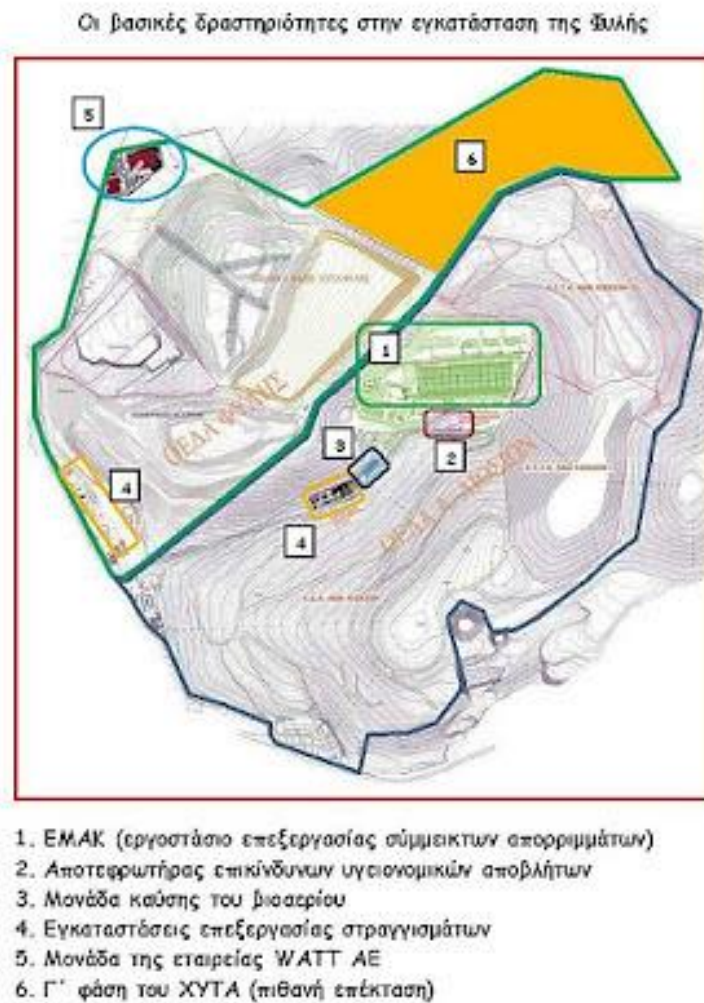 Οι βασικές δραστηριότητες στην εγκατάσταση της Φυλής
5
6
1
3
2
4
4
ΟΕΔΑ ΦΥΛΗΣ
1. ΕΜΑΚ (εργοστάσιο επεξεργασίας σύμμεικτων απορριμμάτων)
2. Αποτεφρωτήρας επικίνδυνων υγειονομικών αποβλήτων
3. Μονάδα καύσης του βιοαερίου
4. Εγκαταστάσεις επεξεργασίας στραγγισμάτων
5. Μονάδα της εταιρείας WATT AE
6. Γ΄ φάση του ΧΥΤΑ (πιθανή επέκταση)